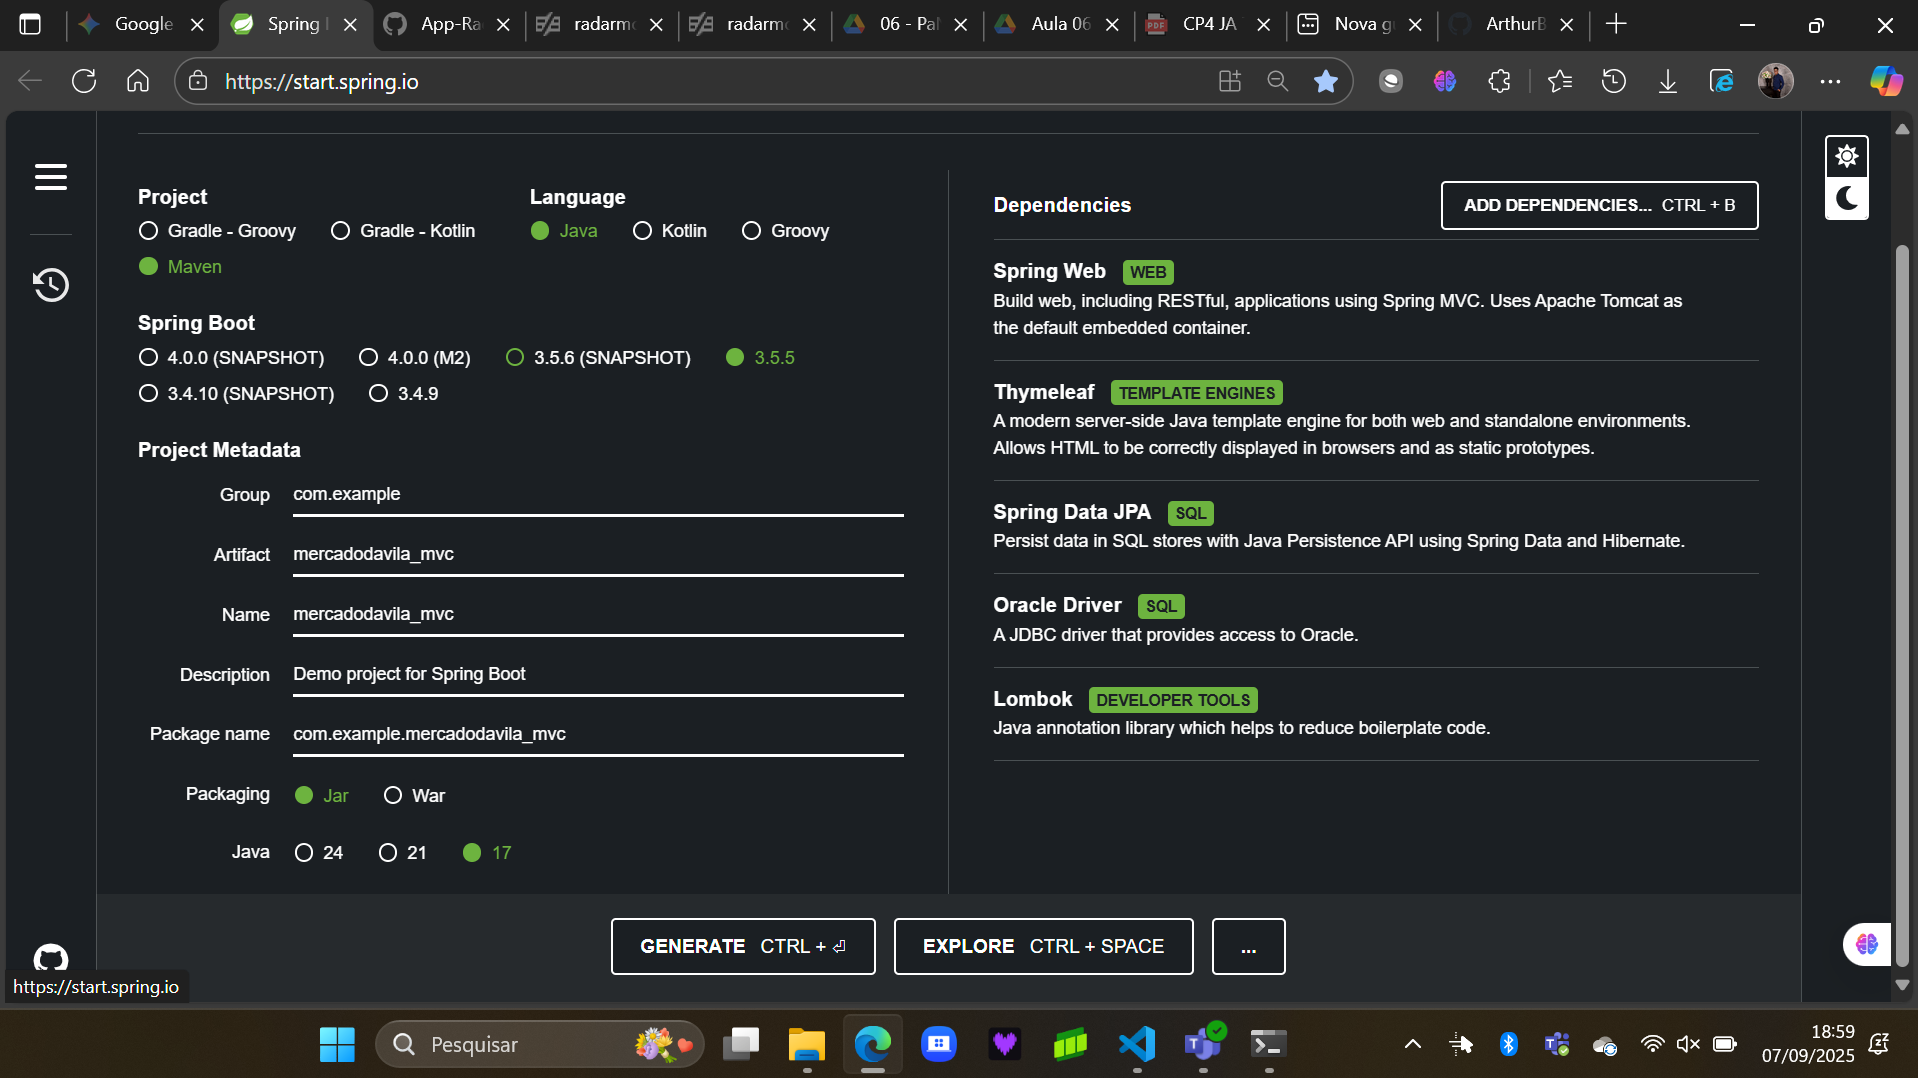 Google
Spring I
App-Ra
radarmo
radarmo
06 - Pa
Aula 06
CP4 JA
Nova g
ArthurB
https://start.spring.io
Project
Gradle - Groovy
Gradle - Kotlin
Maven
Language
Java
Kotlin
Groovy
Spring Boot
4.0.0 (SNAPSHOT)
4.0.0 (M2)
3.5.6 (SNAPSHOT)
3.5.5
3.4.10 (SNAPSHOT)
3.4.9
Project Metadata
Group com.example
Artifact mercadodavila_mvc
Name mercadodavila_mvc
Description Demo project for Spring Boot
Package name com.example.mercadodavila_mvc
Packaging Jar War
Java 24 21 17
Dependencies
ADD DEPENDENCIES... CTRL + B
Spring Web WEB
Build web, including RESTful, applications using Spring MVC. Uses Apache Tomcat as
the default embedded container.
Thymeleaf TEMPLATE ENGINES
A modern server-side Java template engine for both web and standalone environments.
Allows HTML to be correctly displayed in browsers and as static prototypes.
Spring Data JPA SQL
Persist data in SQL stores with Java Persistence API using Spring Data and Hibernate.
Oracle Driver SQL
A JDBC driver that provides access to Oracle.
Lombok DEVELOPER TOOLS
Java annotation library which helps to reduce boilerplate code.
GENERATE CTRL + ⏎
EXPLORE CTRL + SPACE
...
https://start.spring.io
Pesquisar
18:59
07/09/2025